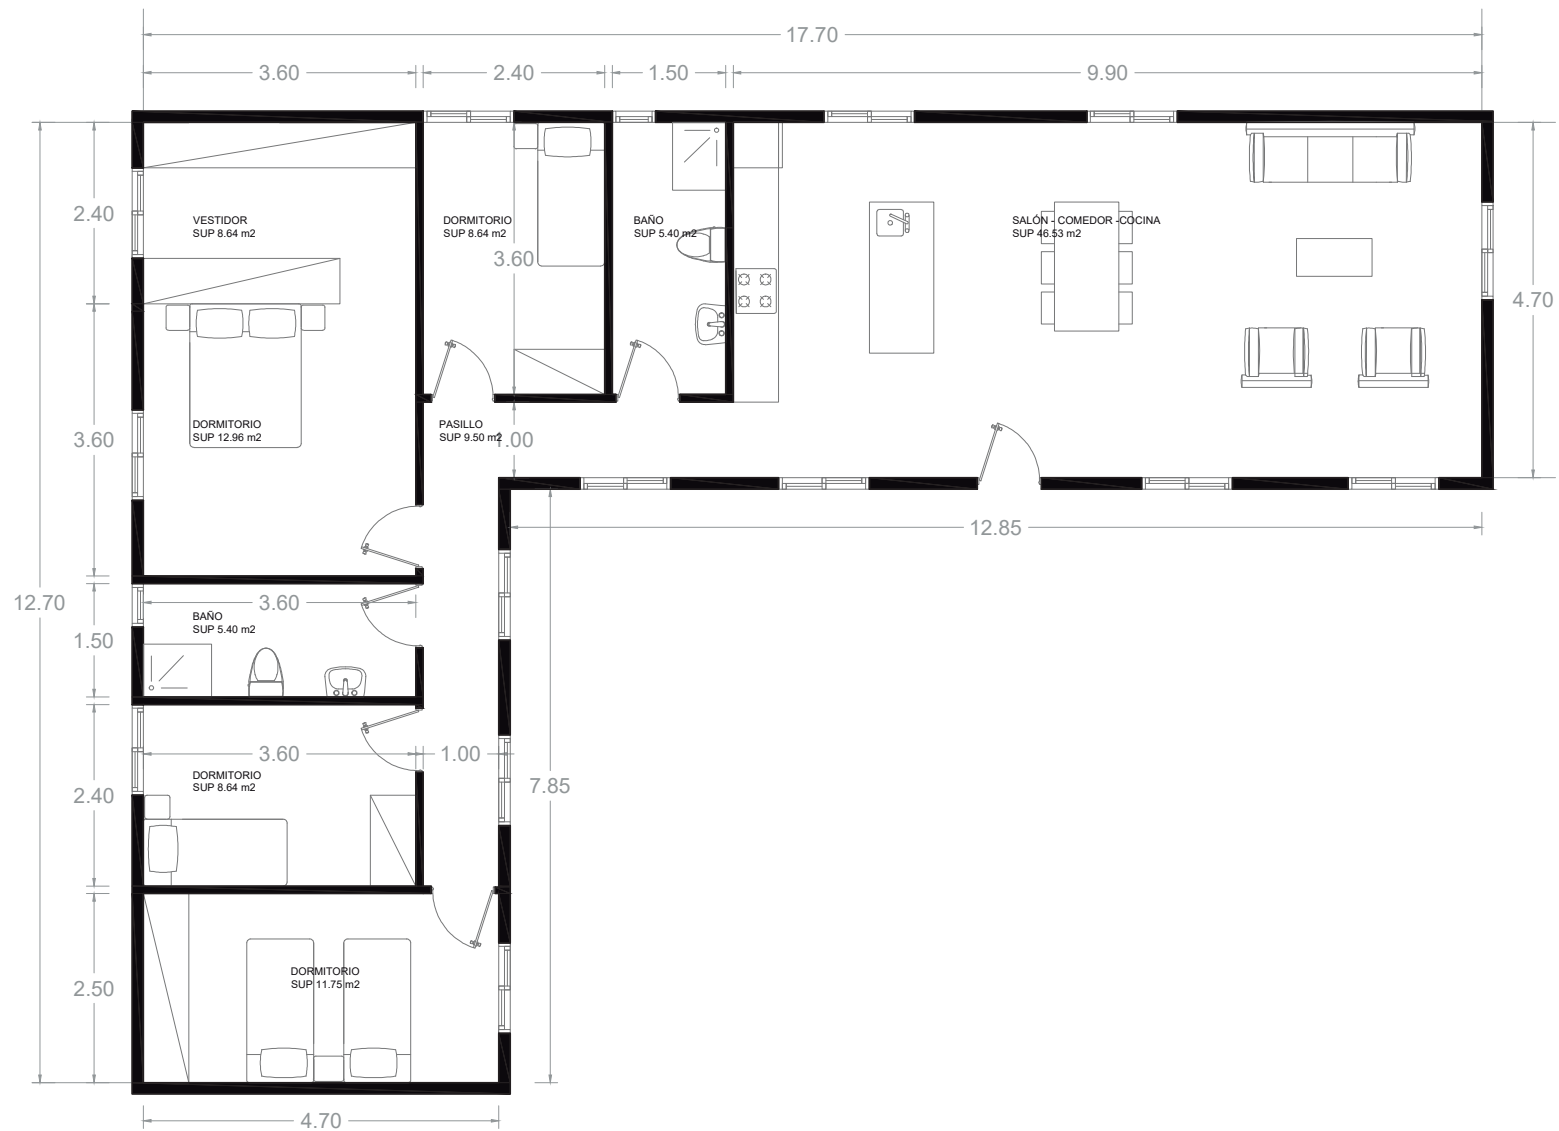 17.70
3.60
2.40
1.50
9.90
2.40
VESTIDOR
SUP 8.64 m2
DORMITORIO
SUP 8.64 m2
3.60
BAÑO
SUP 5.40 m2
SALÓN - COMEDOR -COCINA
SUP 46.53 m2
4.70
3.60
DORMITORIO
SUP 12.96 m2
PASILLO
SUP 9.50 m2
1.00
12.85
12.70
1.50
3.60
BAÑO
SUP 5.40 m2
3.60
1.00
DORMITORIO
SUP 8.64 m2
2.40
7.85
2.50
DORMITORIO
SUP 11.75 m2
4.70